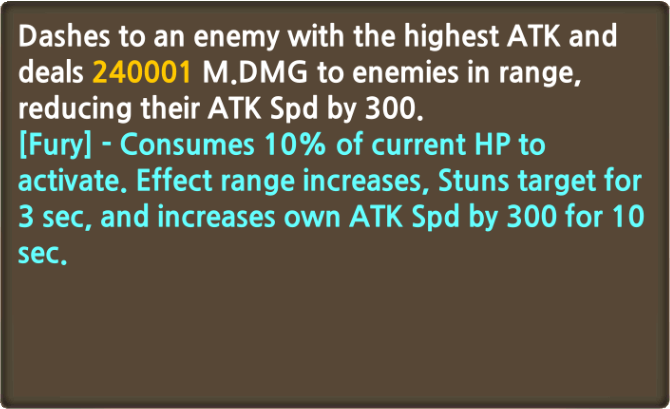 Dashes to an enemy with the highest ATK and
deals 240001 M.DMG to enemies in range,
reducing their ATK Spd by 300.
[Fury] - Consumes 10% of current HP to
activate. Effect range increases, Stuns target for
3 sec, and increases own ATK Spd by 300 for 10
sec.